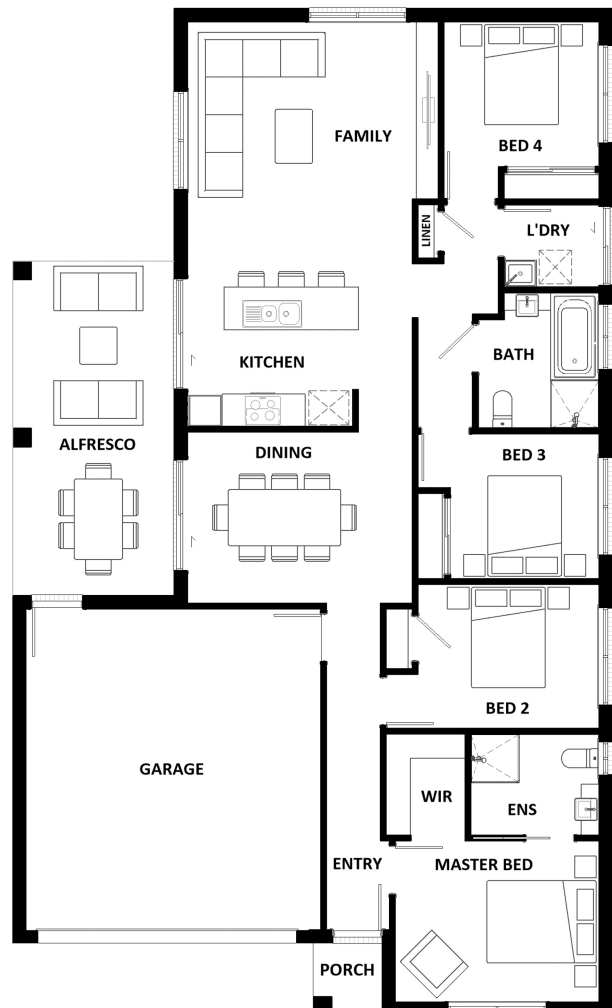 FAMILY
BED 4
LINEN
L'DRY
KITCHEN
BATH
ALFRESCO
DINING
BED 3
BED 2
GARAGE
WIR
ENS
ENTRY
MASTER BED
PORCH